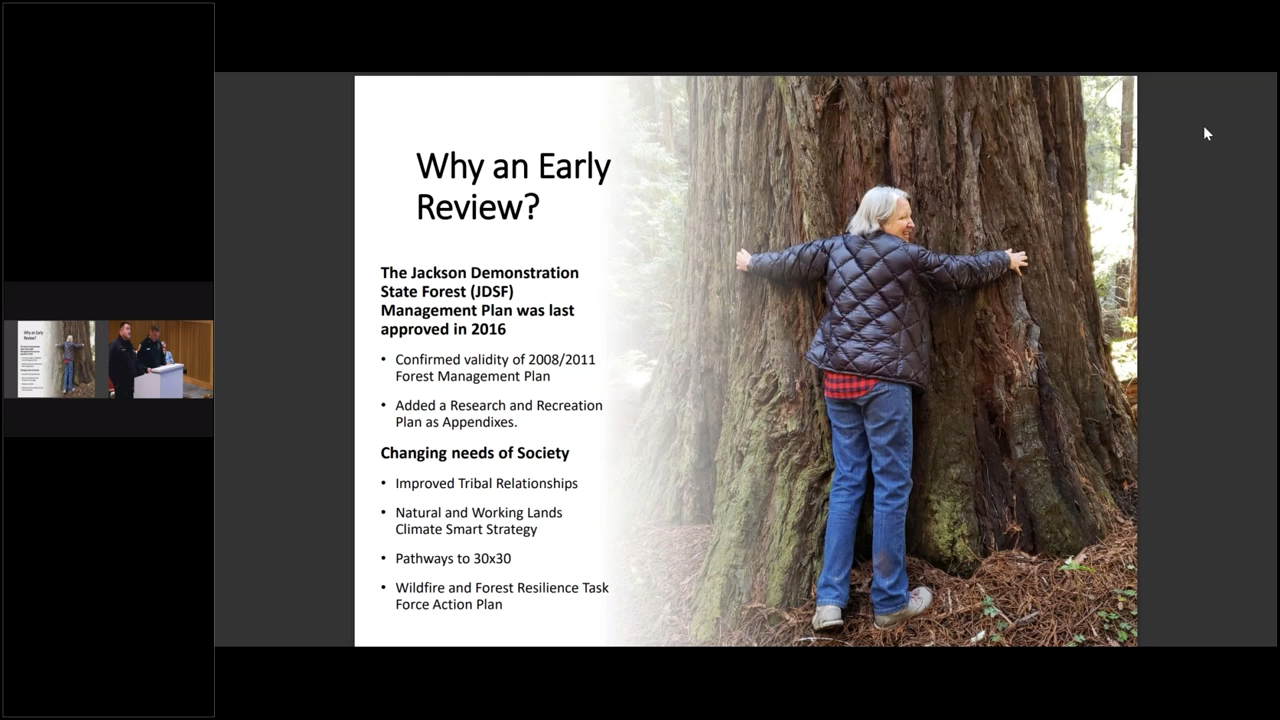 Why an Early
Review?
The Jackson Demonstration
State Forest (JDSF)
Management Plan was last
approved in 2016
• Confirmed validity of 2008/2011
Forest Management Plan
• Added a Research and Recreation
Plan as Appendixes.
Changing needs of Society
• Improved Tribal Relationships
• Natural and Working Lands
Climate Smart Strategy
• Pathways to 30x30
• Wildfire and Forest Resilience Task
Force Action Plan